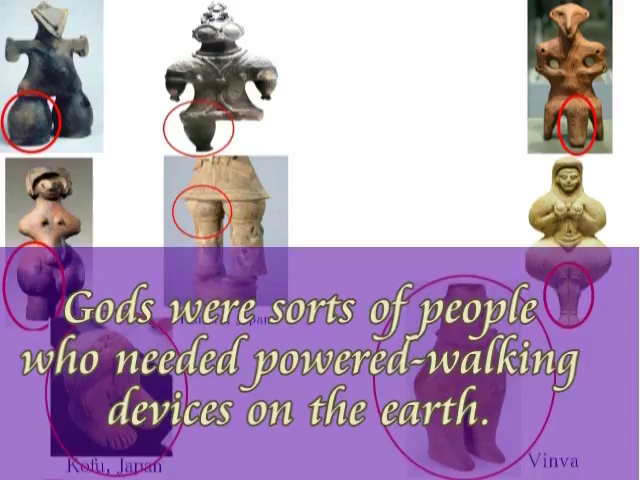 Gods were sorts of people
who needed powered-walking
devices on the earth.
Kofu, Japan
Vinva